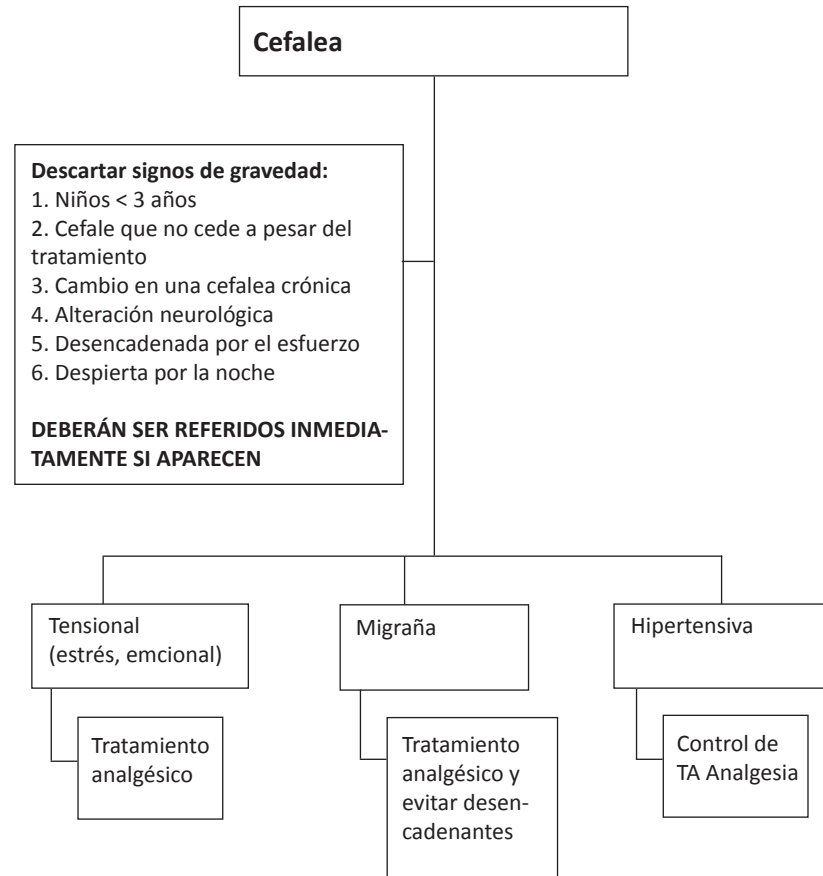 Cefalea
Descartar signos de gravedad:
1. Niños < 3 años
2. Cefale que no cede a pesar del
tratamiento
3. Cambio en una cefalea crónica
4. Alteración neurológica
5. Desencadenada por el esfuerzo
6. Despierta por la noche
DEBERÁN SER REFERIDOS INMEDIA-
TAMENTE SI APARECEN
Tensional
(estrés, emcional)
Migraña
Hipertensiva
Tratamiento
analgésico
Tratamiento
analgésico y
evitar desen-
cadenantes
Control de
TA Analgesia